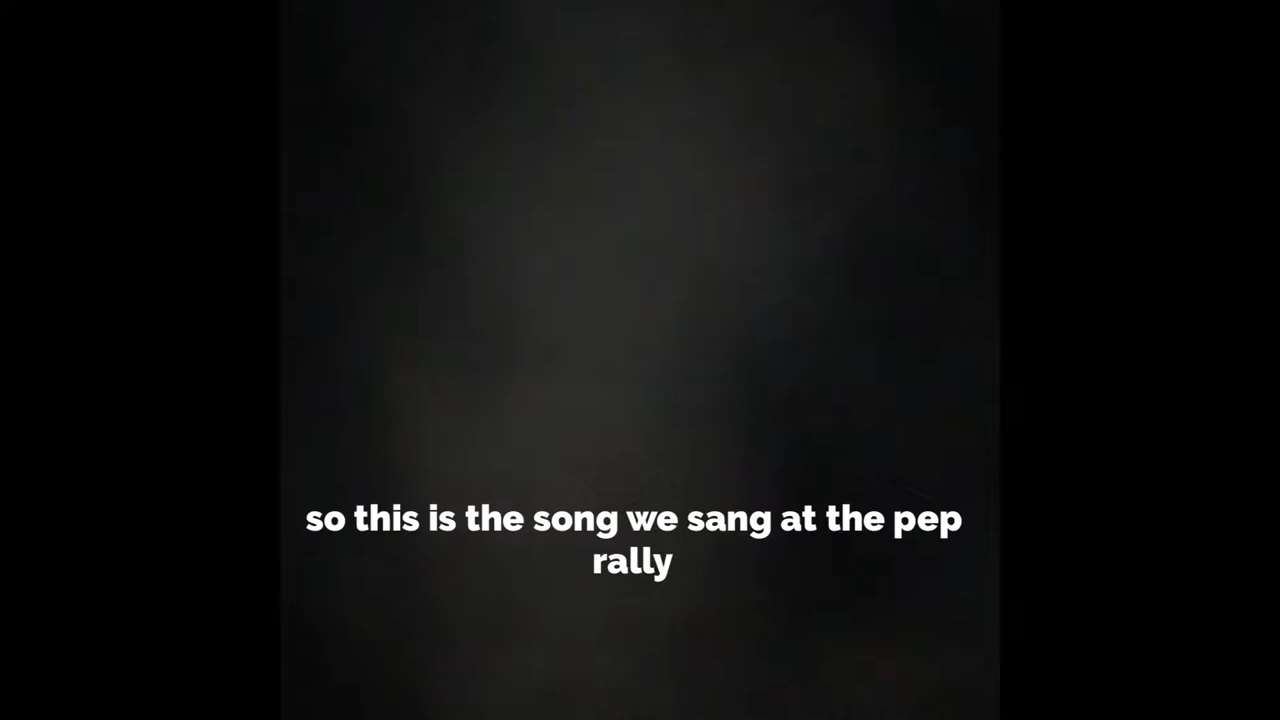 so this is the song we sang at the pep
rally